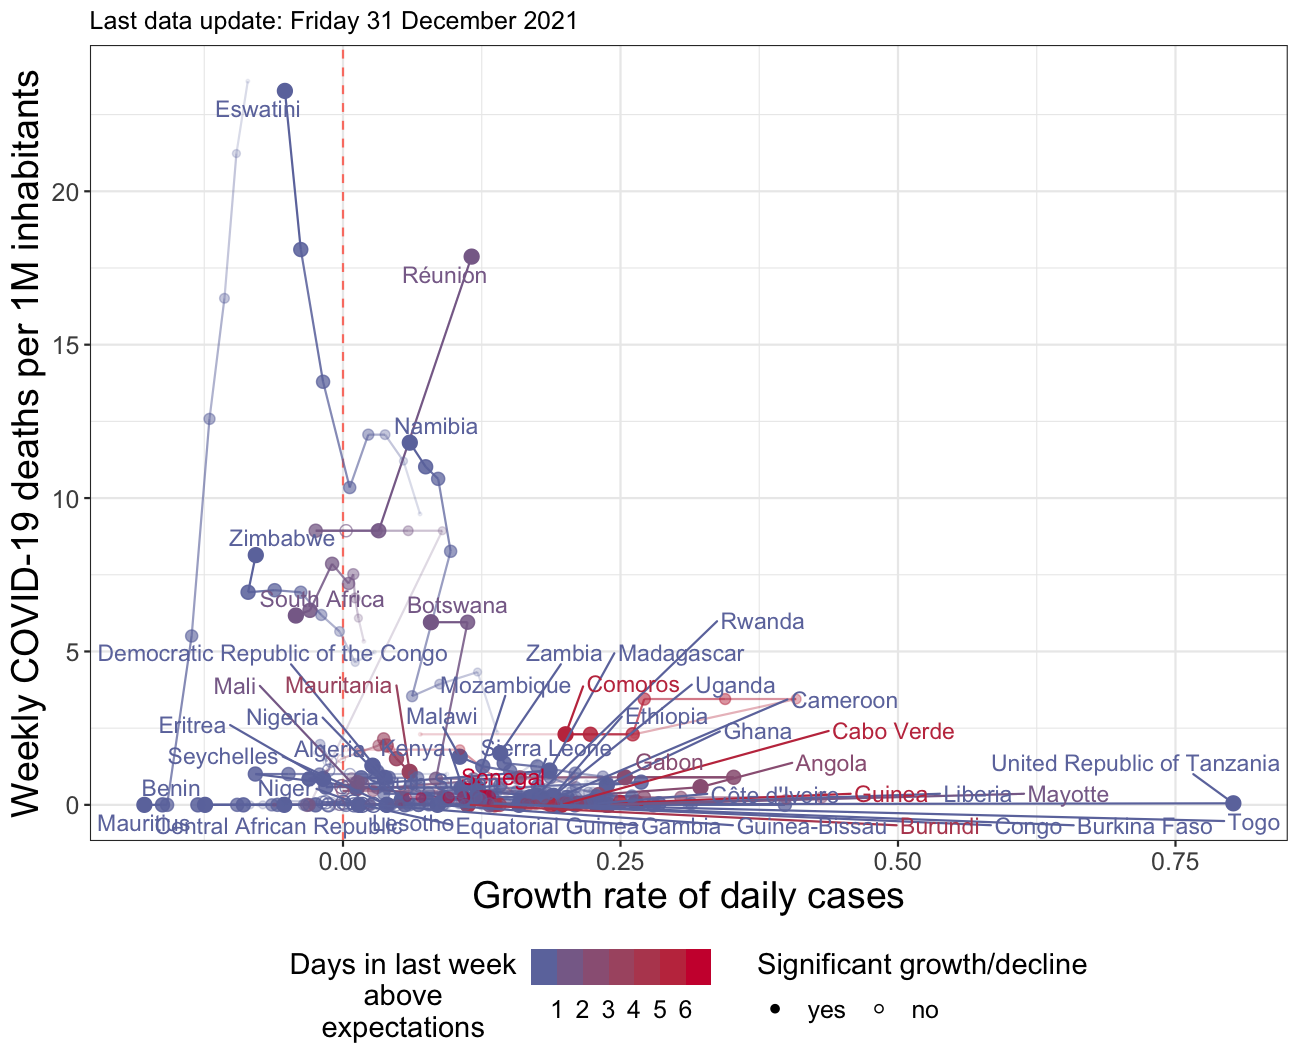 Last data update: Friday 31 December 2021
Weekly COVID-19 deaths per 1M inhabitants
20
15
10
5
0
Eswatini
Réunion
Namibia
Zimbabwe
South Africa
Botswana
Rwanda
Democratic Republic of the Congo
Zambia
Madagascar
Mali
Mauritania
Mozambique
Comoros
Uganda
Cameroon
Eritrea
Nigeria
Malawi
Ethiopia
Ghana
Cabo Verde
Seychelles
Algeria
Kenya
Sierra Leone
Gabon
Angola
United Republic of Tanzania
Benin
Niger
Senegal
Côte d'Ivoire
Guinea
Liberia
Mayotte
Mauritius
Central African Republic
Lesotho
Equatorial Guinea
Gambia
Guinea-Bissau
Burundi
Congo
Burkina Faso
Togo
0.00
0.25
0.50
0.75
Growth rate of daily cases
Days in last week
above
expectations
1 2 3 4 5 6
Significant growth/decline
yes
no